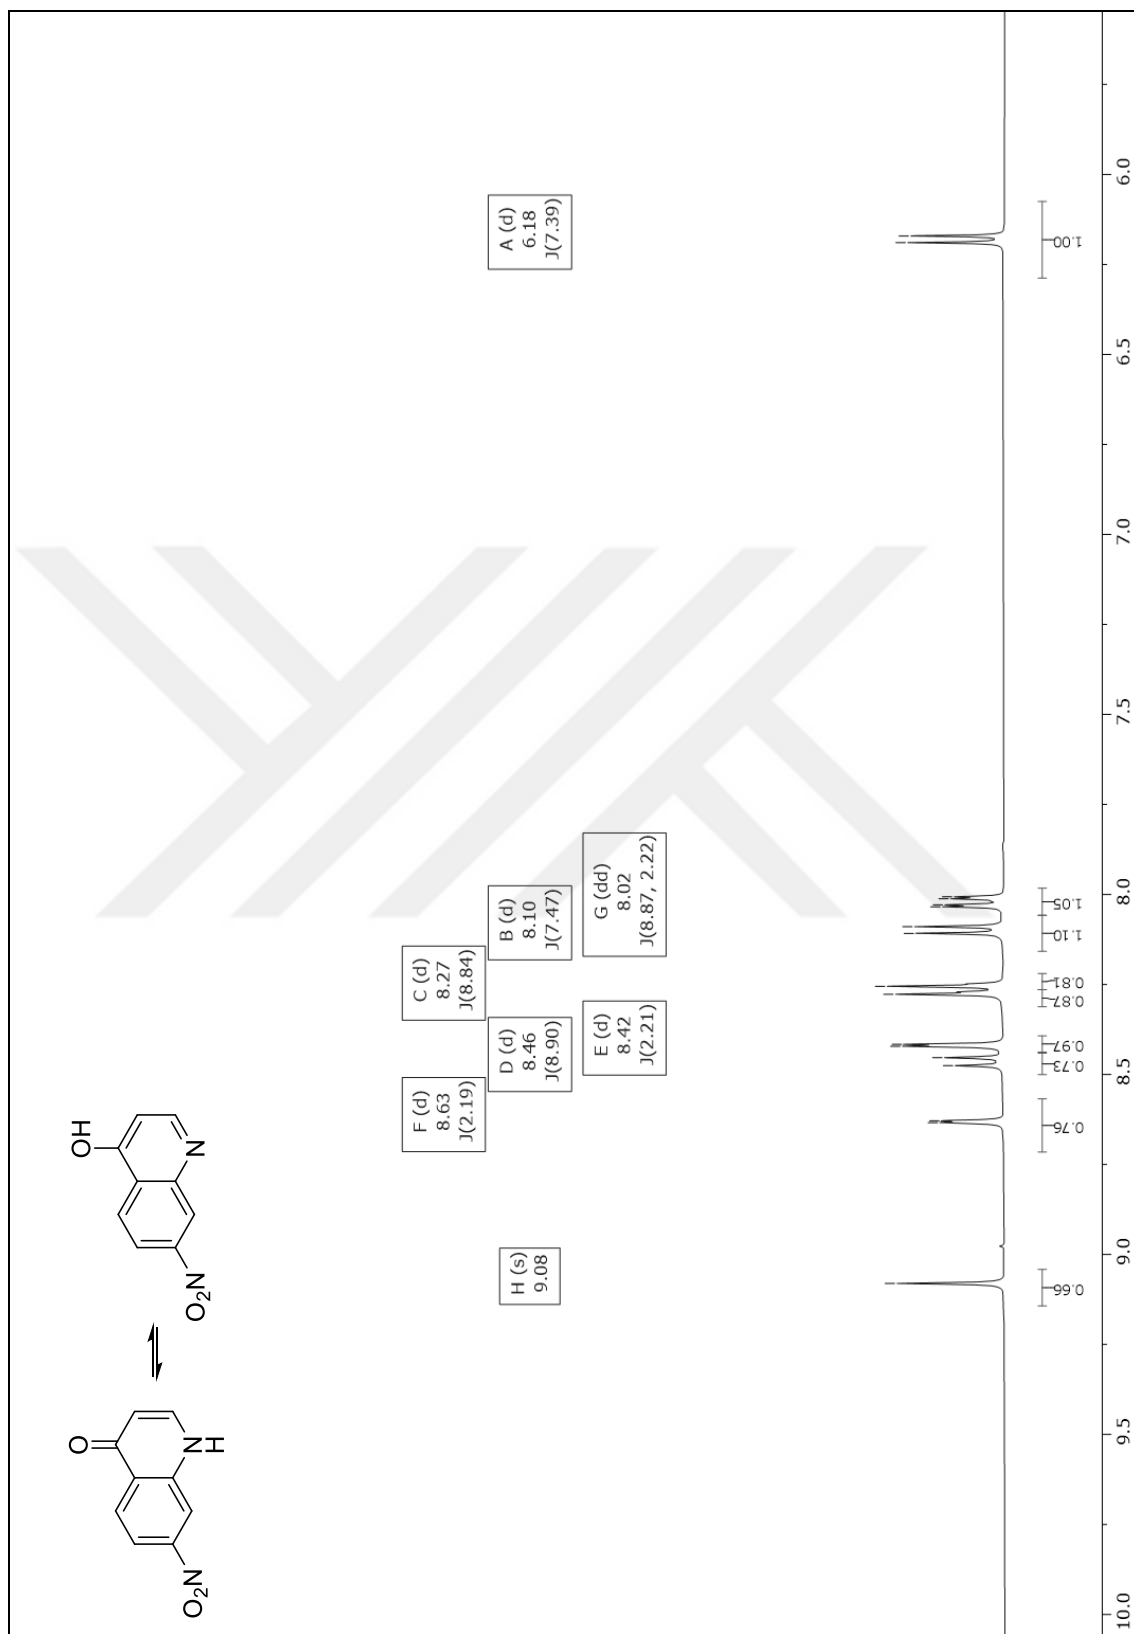 O
N
H
O₂N
OH
N
O₂N
H (s)
9.08
F (d)
8.63
J(2.19)
D (d)
8.46
J(8.90)
E (d)
8.42
J(2.21)
C (d)
8.27
J(8.84)
B (d)
8.10
J(7.47)
G (dd)
8.02
J(8.87, 2.22)
A (d)
6.18
J(7.39)
0.66
0.76
0.73
0.97
0.87
0.81
1.10
1.05
1.00
10.0
9.5
9.0
8.5
8.0
7.5
7.0
6.5
6.0